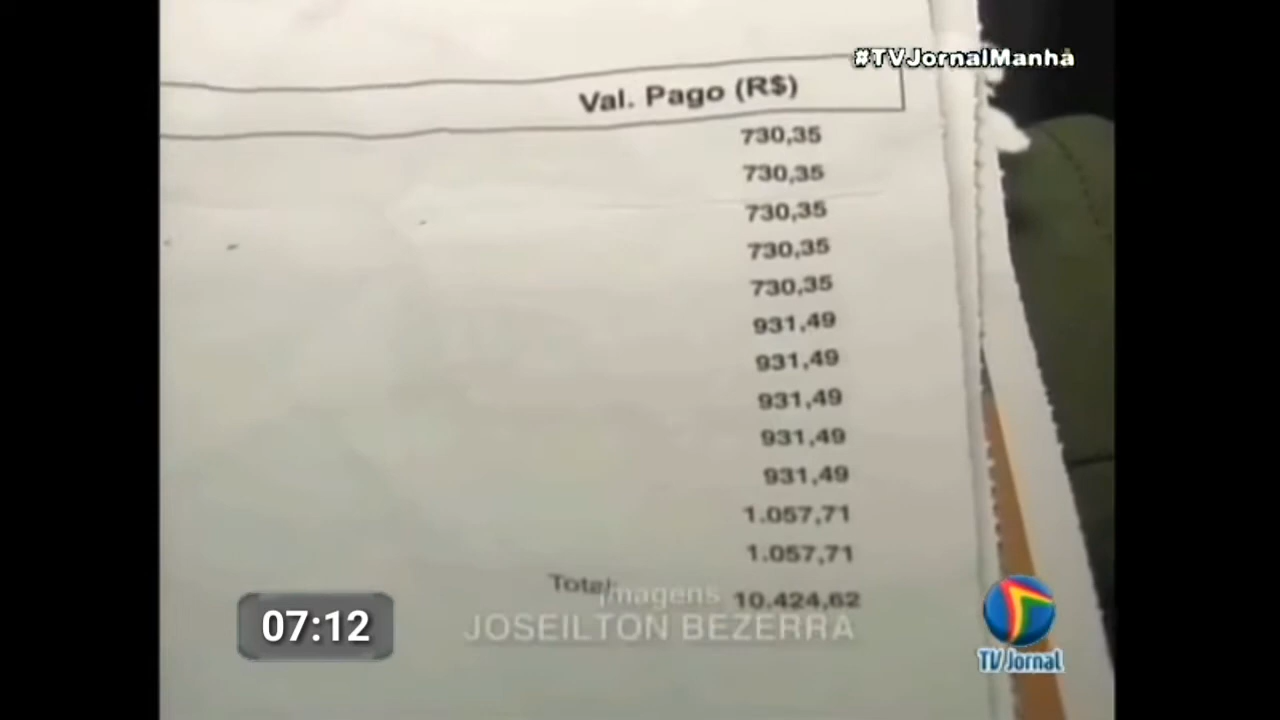 #TVJornalManhã
Val. Pago (R$)
730,35
730,35
730,35
730,35
730,35
931,49
931,49
931,49
931,49
931,49
1.057,71
1.057,71
Total: 10.424,62
Imagens
JOSEILTON BEZERRA
07:12
TV Jornal